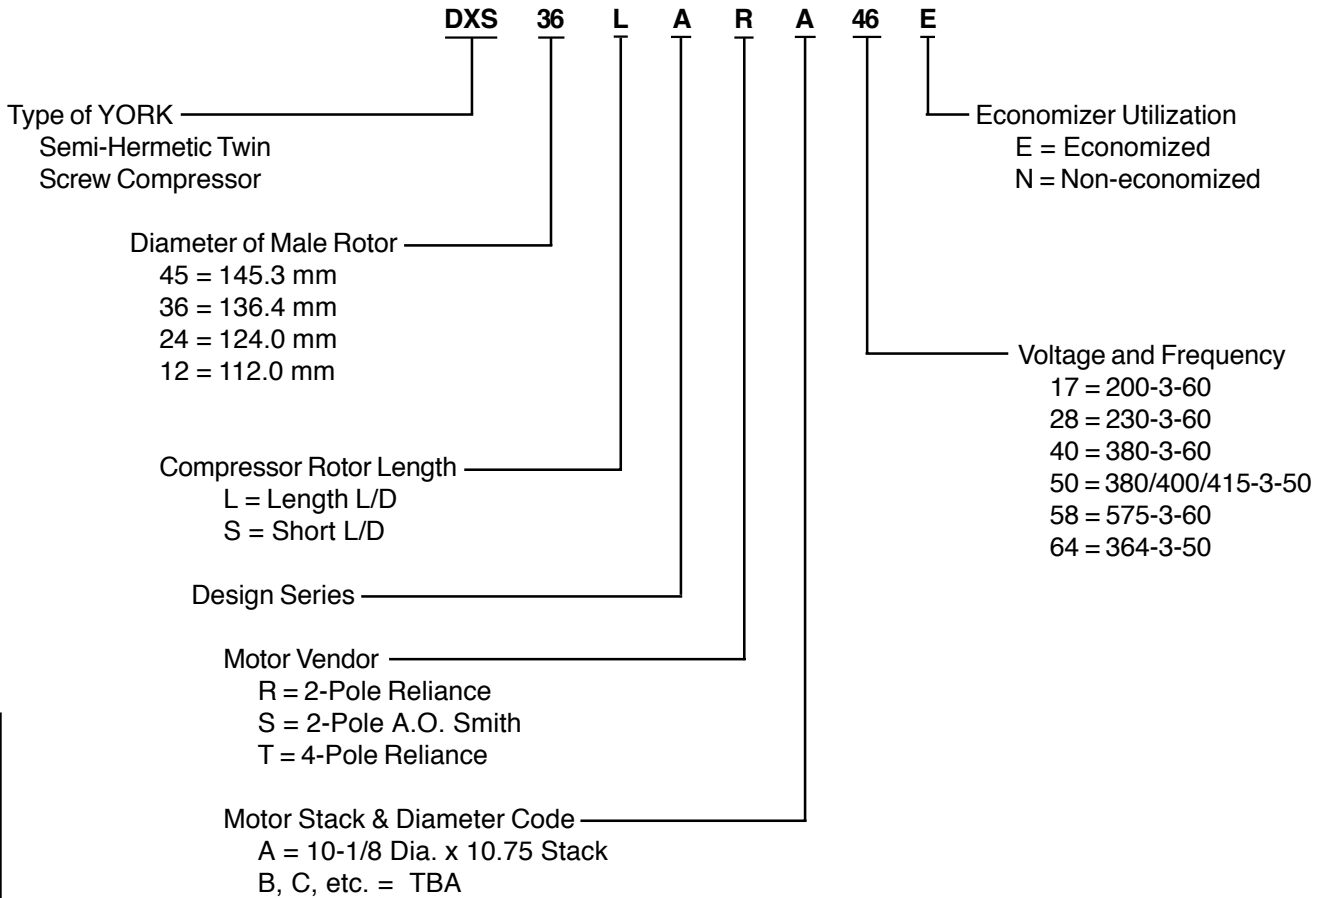 DXS 36 L A R A 46 E
Type of YORK
Semi-Hermetic Twin
Screw Compressor
Economizer Utilization
E = Economized
N = Non-economized
Diameter of Male Rotor
45 = 145.3 mm
36 = 136.4 mm
24 = 124.0 mm
12 = 112.0 mm
Voltage and Frequency
17 = 200-3-60
28 = 230-3-60
40 = 380-3-60
50 = 380/400/415-3-50
58 = 575-3-60
64 = 364-3-50
Compressor Rotor Length
L = Length L/D
S = Short L/D
Design Series
Motor Vendor
R = 2-Pole Reliance
S = 2-Pole A.O. Smith
T = 4-Pole Reliance
Motor Stack & Diameter Code
A = 10-1/8 Dia. x 10.75 Stack
B, C, etc. = TBA